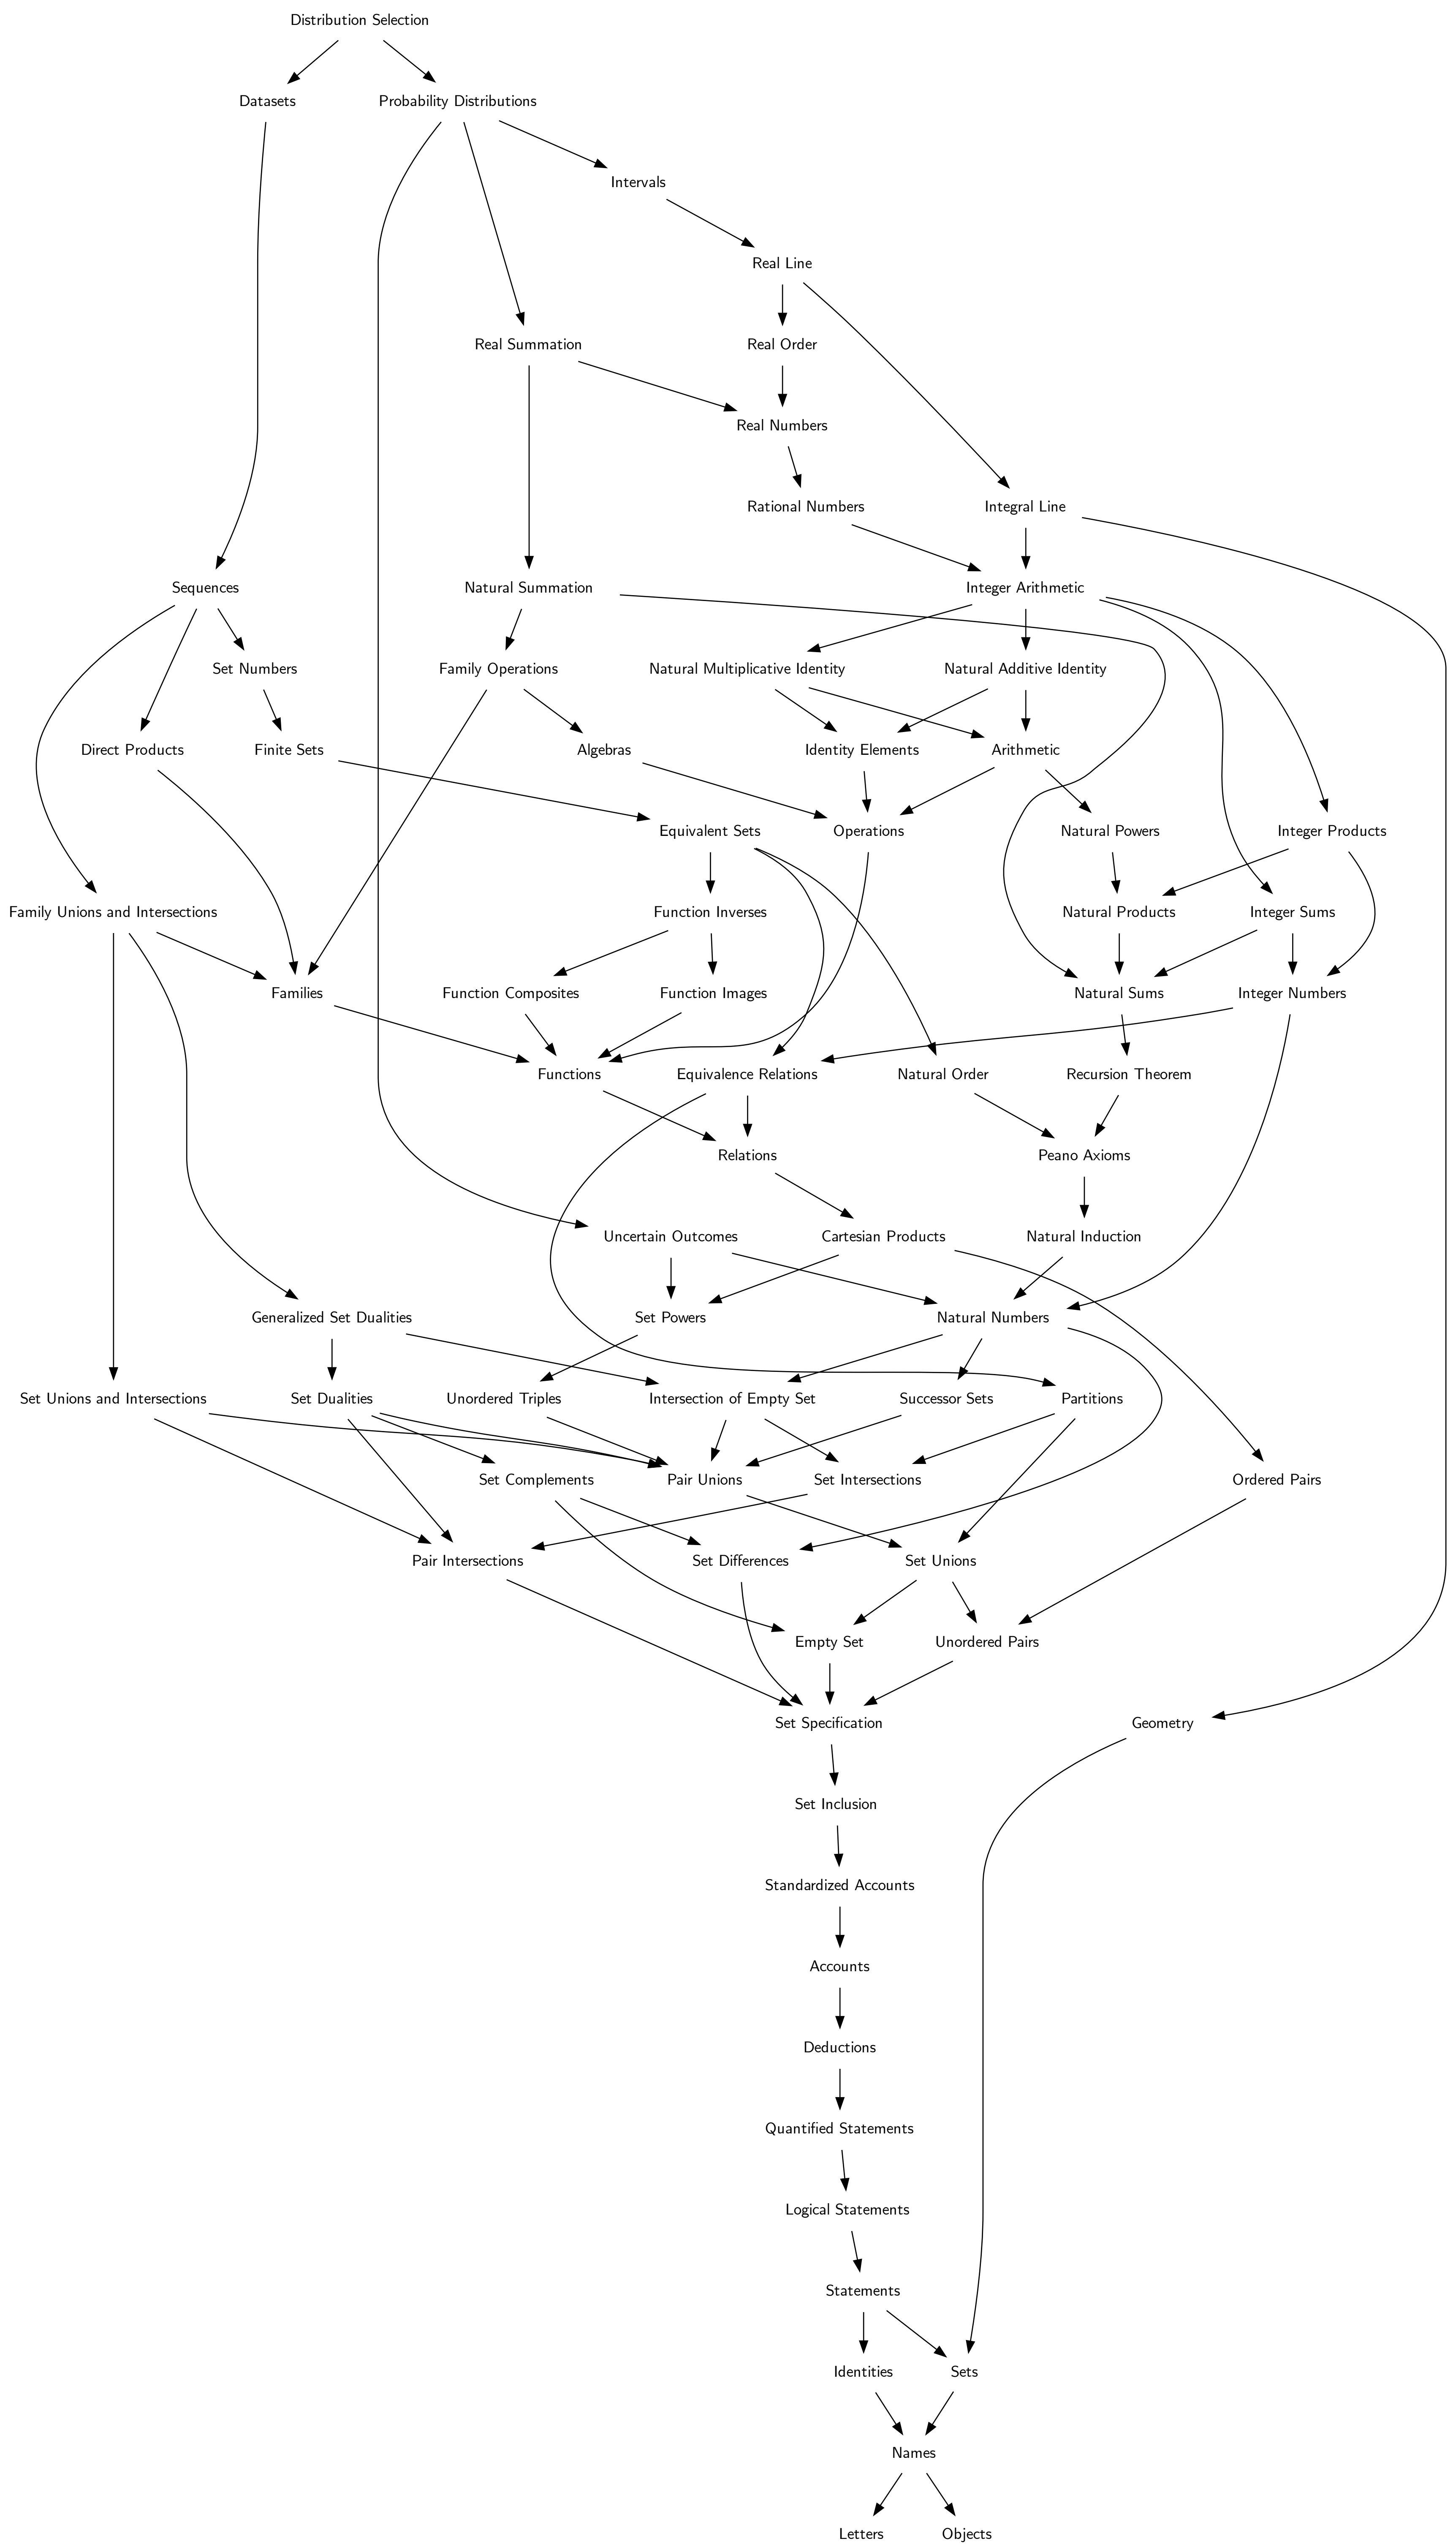 Distribution Selection
Datasets
Probability Distributions
Intervals
Real Line
Real Summation
Real Order
Real Numbers
Rational Numbers
Integral Line
Sequences
Natural Summation
Integer Arithmetic
Set Numbers
Family Operations
Natural Multiplicative Identity
Natural Additive Identity
Direct Products
Finite Sets
Algebras
Identity Elements
Arithmetic
Equivalent Sets
Operations
Natural Powers
Integer Products
Family Unions and Intersections
Function Inverses
Natural Products
Integer Sums
Families
Function Composites
Function Images
Natural Sums
Integer Numbers
Functions
Equivalence Relations
Natural Order
Recursion Theorem
Relations
Peano Axioms
Uncertain Outcomes
Cartesian Products
Natural Induction
Generalized Set Dualities
Set Powers
Natural Numbers
Set Unions and Intersections
Set Dualities
Unordered Triples
Intersection of Empty Set
Successor Sets
Partitions
Set Complements
Pair Unions
Set Intersections
Ordered Pairs
Pair Intersections
Set Differences
Set Unions
Empty Set
Unordered Pairs
Set Specification
Geometry
Set Inclusion
Standardized Accounts
Accounts
Deductions
Quantified Statements
Logical Statements
Statements
Identities
Sets
Names
Letters
Objects